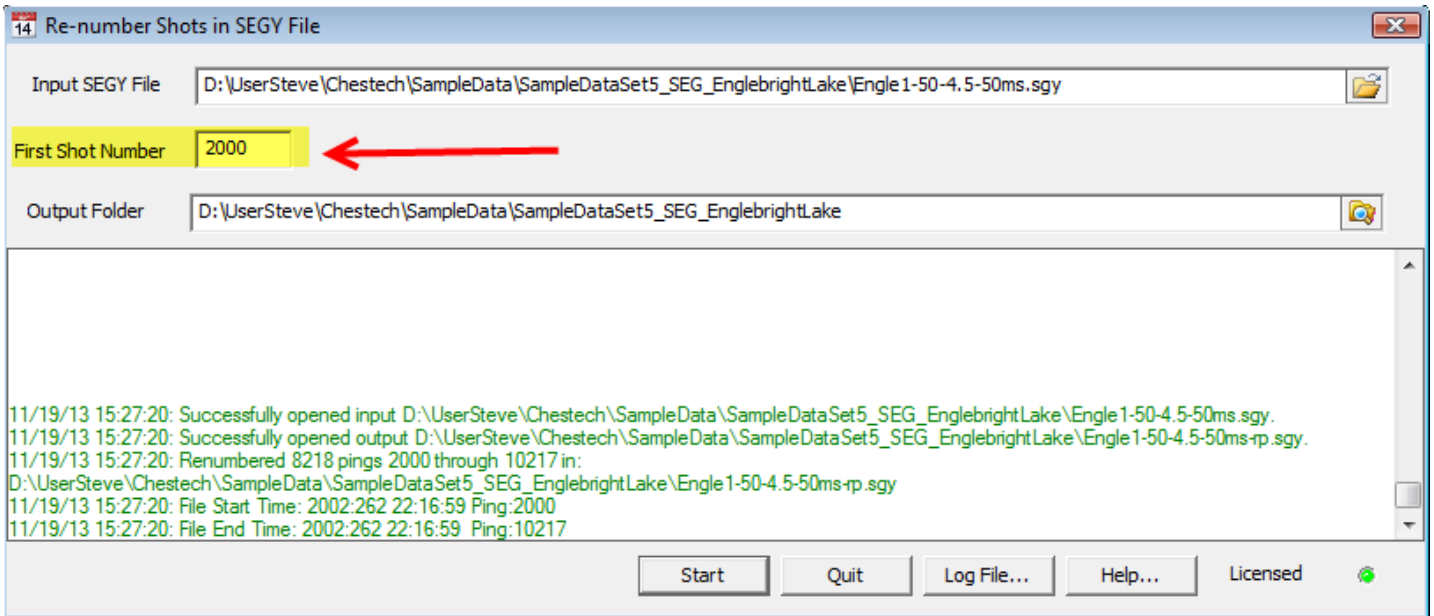 14 Re-number Shots in SEGY File
Input SEGY File D:\UserSteve\Chestech\SampleData\SampleDataSet5_SEG_EnglebrightLake\Engle1-50-4.5-50ms.sgy
First Shot Number 2000
Output Folder D:\UserSteve\Chestech\SampleData\SampleDataSet5_SEG_EnglebrightLake
11/19/13 15:27:20: Successfully opened input D:\UserSteve\Chestech\SampleData\SampleDataSet5_SEG_EnglebrightLake\Engle1-50-4.5-50ms.sgy.
11/19/13 15:27:20: Successfully opened output D:\UserSteve\Chestech\SampleData\SampleDataSet5_SEG_EnglebrightLake\Engle1-50-4.5-50ms-rp.sgy.
11/19/13 15:27:20: Renumbered 8218 pings 2000 through 10217 in:
D:\UserSteve\Chestech\SampleData\SampleDataSet5_SEG_EnglebrightLake\Engle1-50-4.5-50ms-rp.sgy
11/19/13 15:27:20: File Start Time: 2002:262 22:16:59 Ping:2000
11/19/13 15:27:20: File End Time: 2002:262 22:16:59 Ping:10217
Start Quit Log File... Help... Licensed